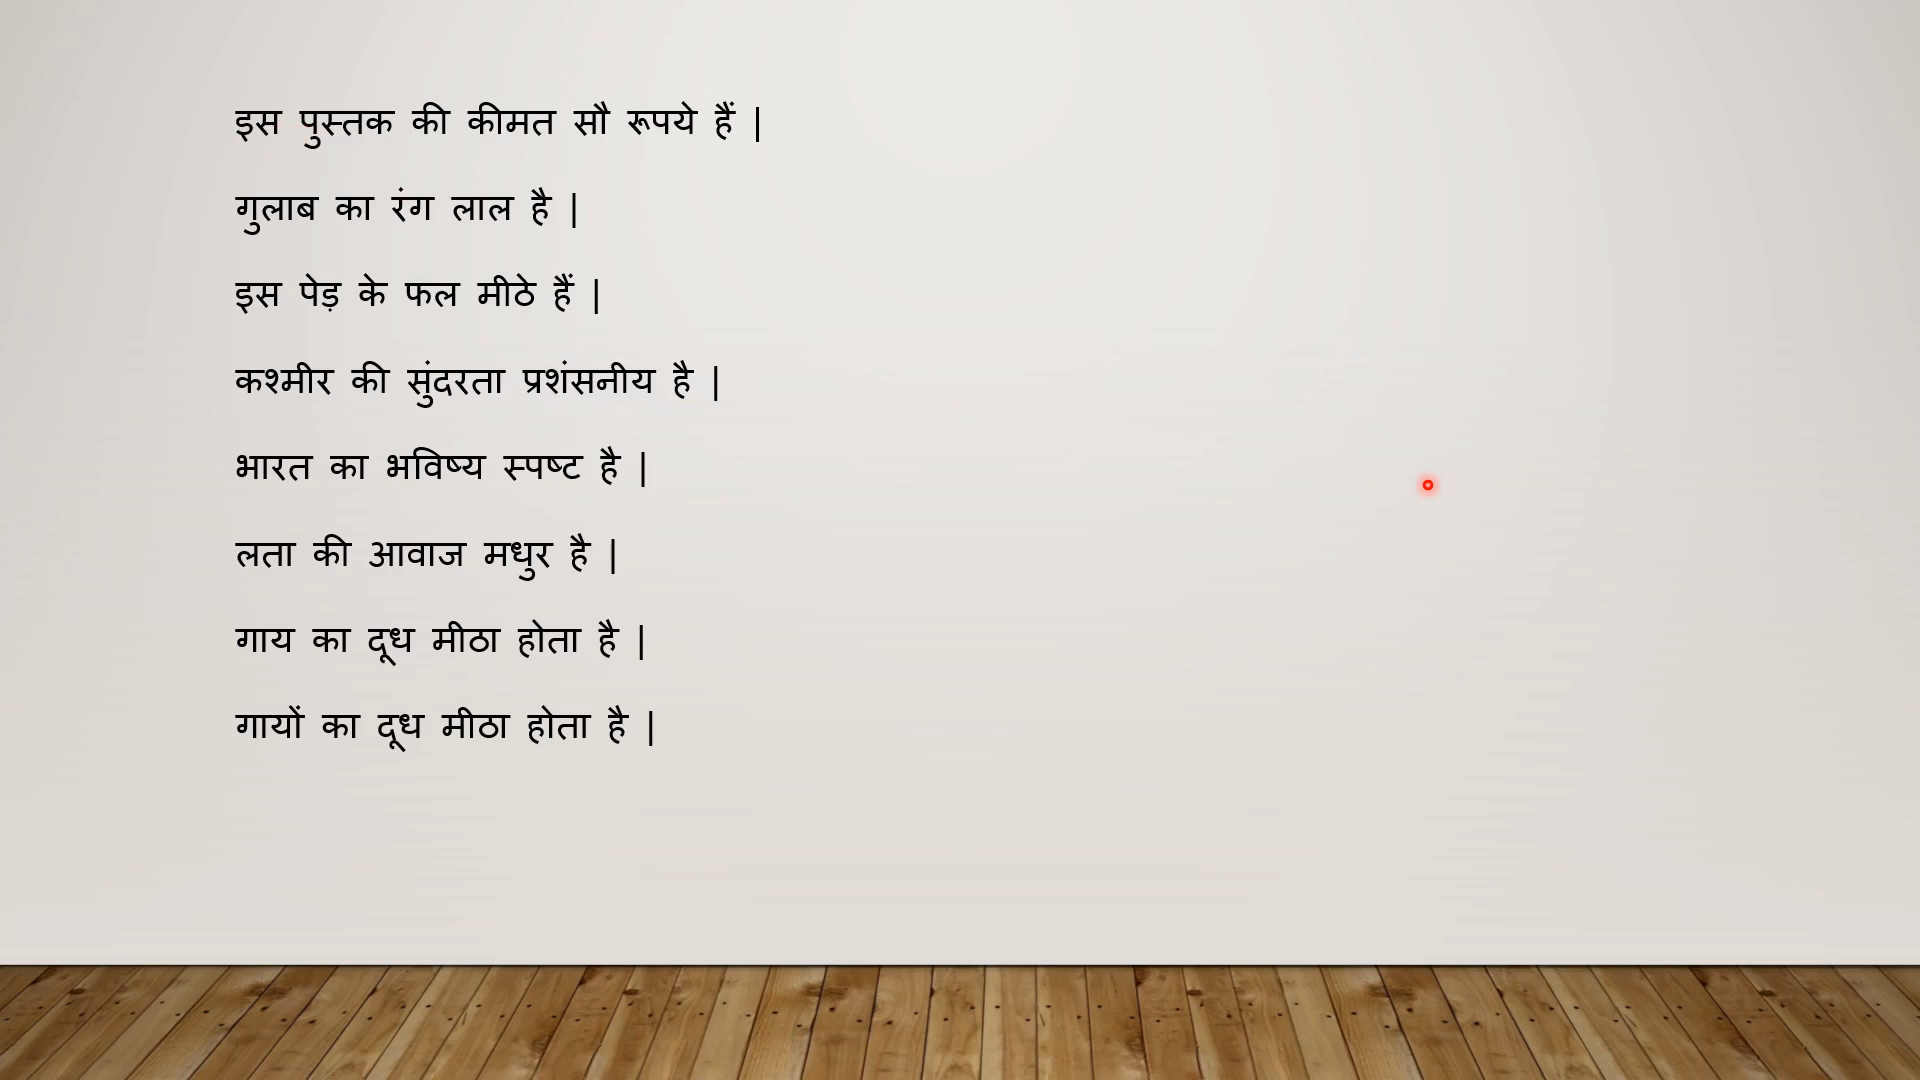 इस पुस्तक की कीमत सौ रूपये हैं |
गुलाब का रंग लाल है |
इस पेड़ के फल मीठे हैं |
कश्मीर की सुंदरता प्रशंसनीय है |
भारत का भविष्य स्पष्ट है |
लता की आवाज मधुर है |
गाय का दूध मीठा होता है |
गायों का दूध मीठा होता है |